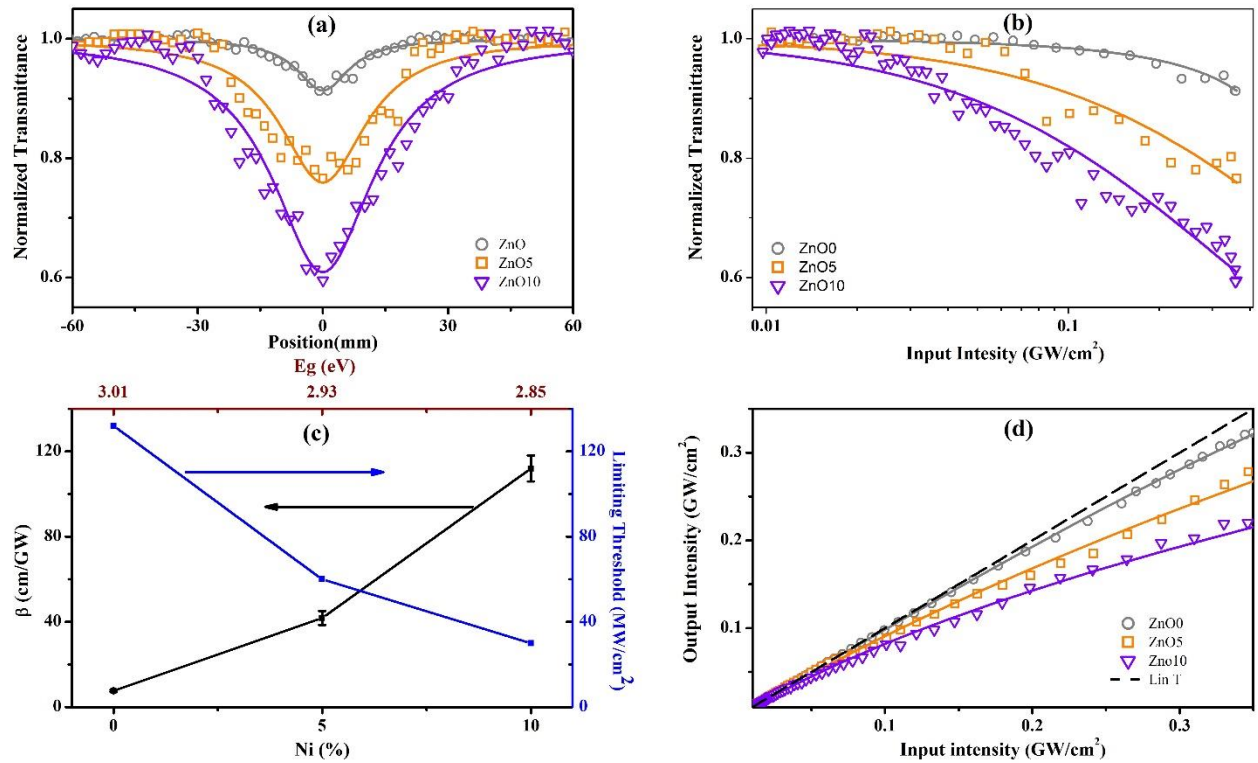 (a)
Normalized Transmittance
1.0
0.8
0.6
ZnO
ZnO5
ZnO10
-60
-30
0
30
60
Position(mm)
(b)
Normalized Transmittance
1.0
0.8
0.6
ZnO0
ZnO5
ZnO10
0.01
0.1
Input Intesity (GW/cm²)
Eg (eV)
3.01
2.93
2.85
(c)
β (cm/GW)
120
80
40
0
120
80
40
0
Limiting Threshold (MW/cm²)
0
5
10
Ni (%)
(d)
Output Intensity (GW/cm²)
0.3
0.2
0.1
ZnO0
ZnO5
Zno10
Lin T
0.1
0.2
0.3
Input intensity (GW/cm²)